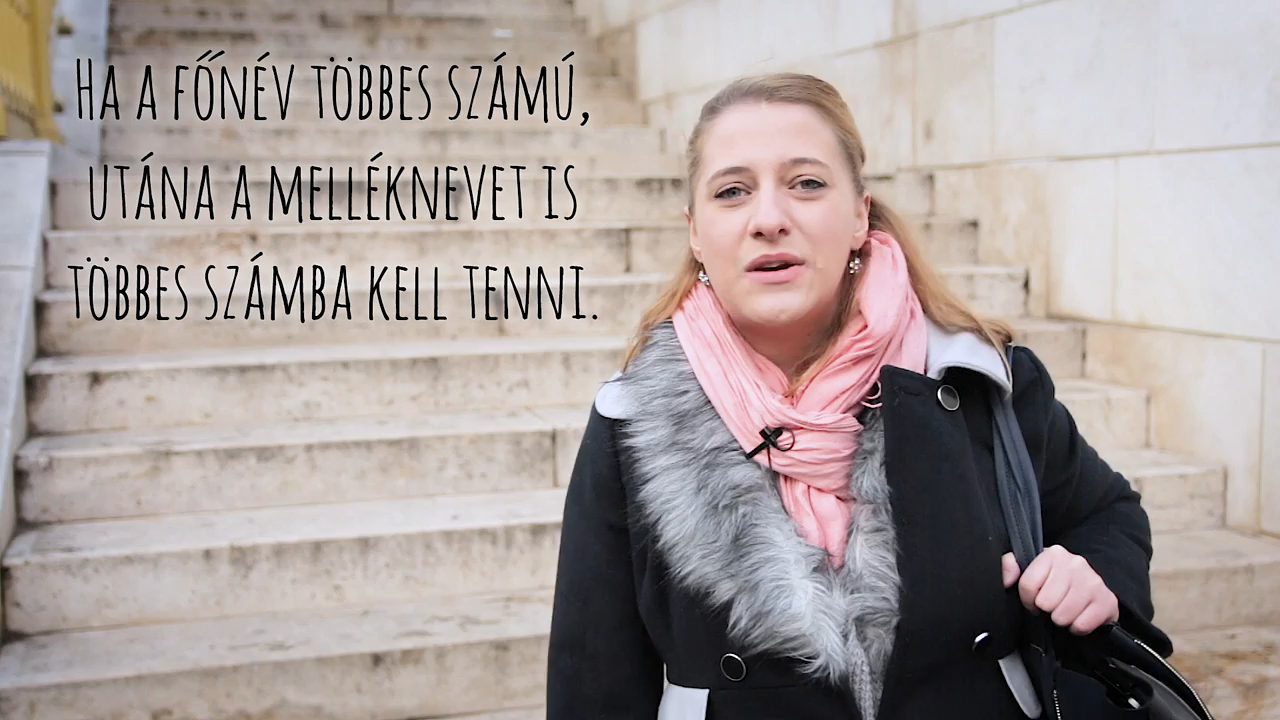 Ha a főnév többes számú,
utána a melléknevet is
többes számba kell tenni.